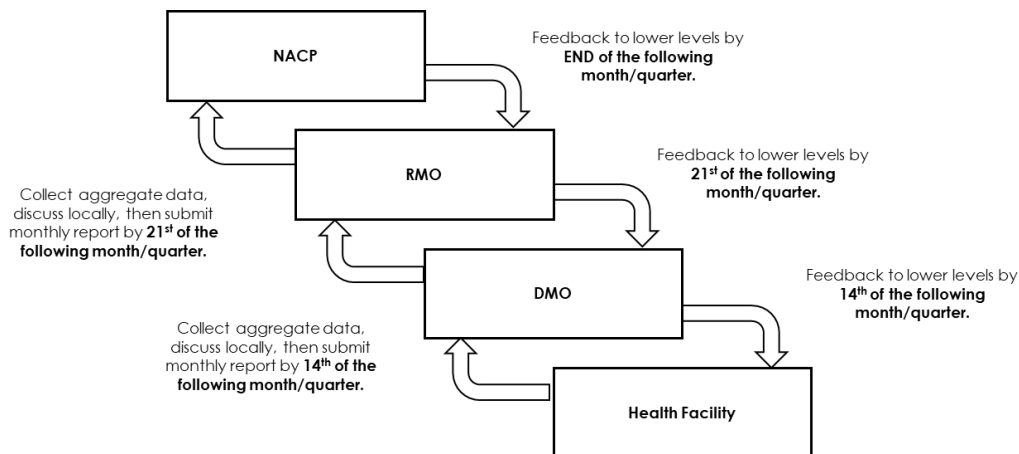 NACP
Feedback to lower levels by
END of the following
month/quarter.
RMO
Feedback to lower levels by
21st of the following
month/quarter.
Collect aggregate data,
discuss locally, then submit
monthly report by 21st of the
following month/quarter.
DMO
Feedback to lower levels by
14th of the following
month/quarter.
Collect aggregate data,
discuss locally, then submit
monthly report by 14th of the
following month/quarter.
Health Facility